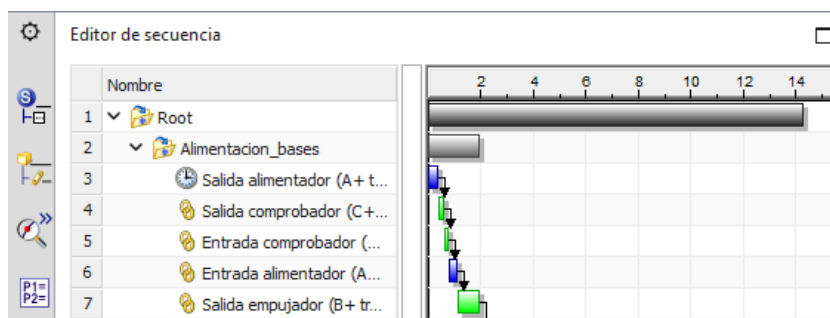 Editor de secuencia
Nombre
2 4 6 8 10 12 14
1 Root
2 Alimentacion_bases
3 Salida alimentador (A+ t...
4 Salida comprobador (C+...
5 Entrada comprobador (...
6 Entrada alimentador (A...
7 Salida empujador (B+ tr...
S
P1=
P2=